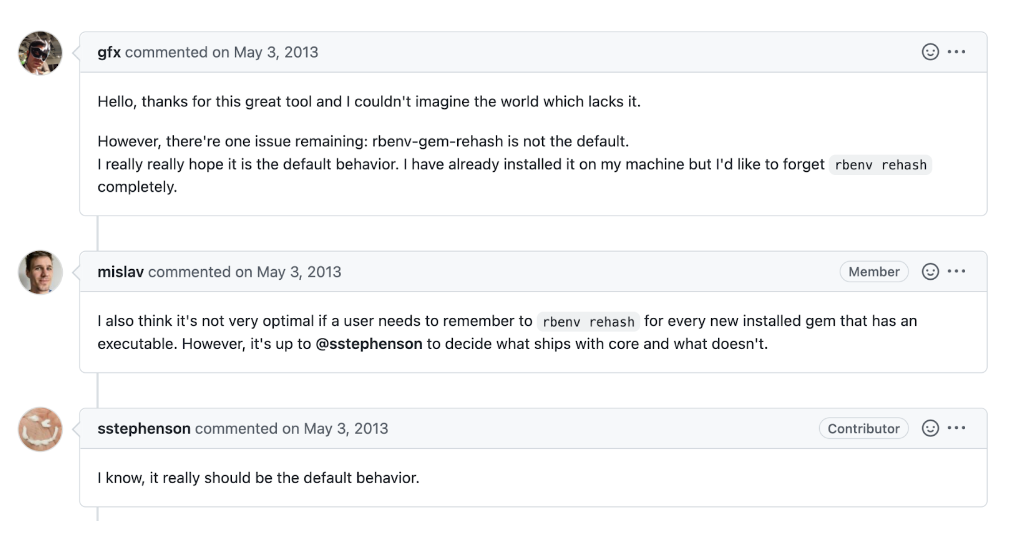 gfx commented on May 3, 2013
Hello, thanks for this great tool and I couldn't imagine the world which lacks it.
However, there're one issue remaining: rbenv-gem-rehash is not the default.
I really really hope it is the default behavior. I have already installed it on my machine but I'd like to forget rbenv rehash
completely.
mislav commented on May 3, 2013 Member
I also think it's not very optimal if a user needs to remember to rbenv rehash for every new installed gem that has an
executable. However, it's up to @sstephenson to decide what ships with core and what doesn't.
sstephenson commented on May 3, 2013 Contributor
I know, it really should be the default behavior.